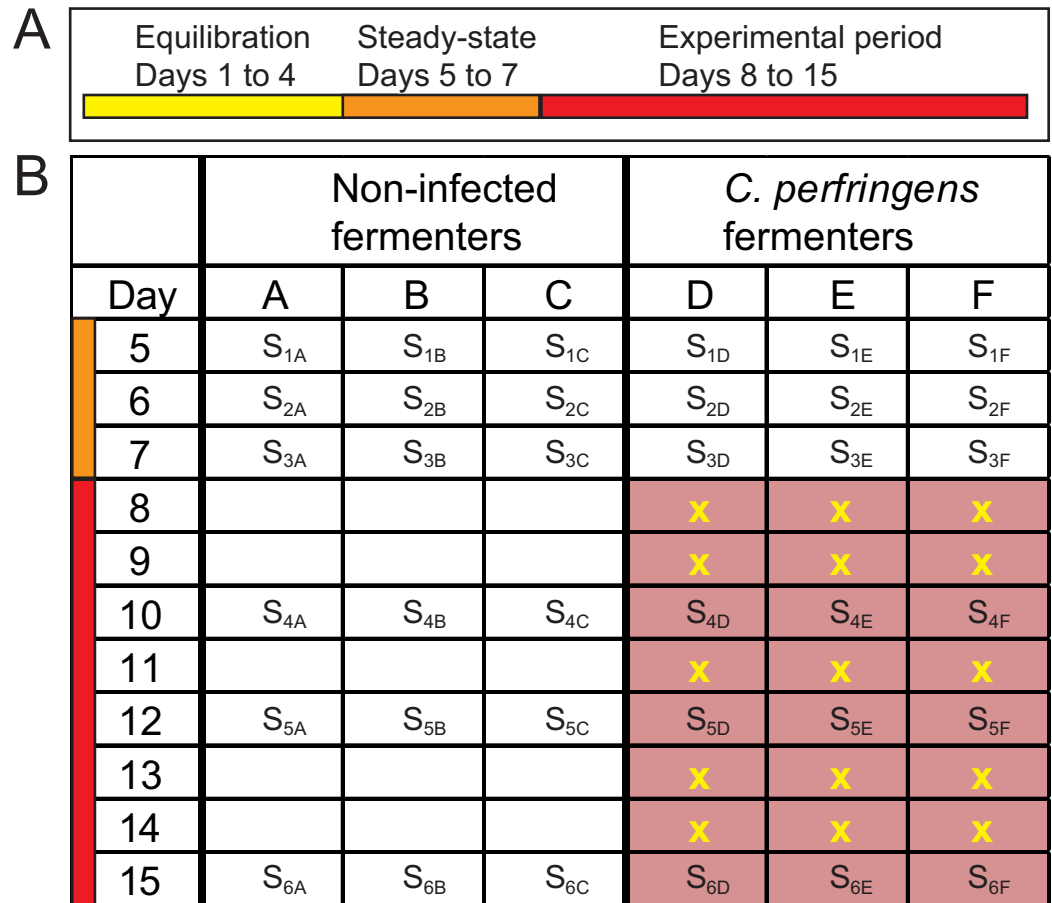 A
Equilibration Steady-state Experimental period
Days 1 to 4 Days 5 to 7 Days 8 to 15
B
Non-infected C. perfringens
fermenters fermenters
Day A B C D E F
5 S1A S1B S1C S1D S1E S1F
6 S2A S2B S2C S2D S2E S2F
7 S3A S3B S3C S3D S3E S3F
8 x x x
9 x x x
10 S4A S4B S4C S4D S4E S4F
11 x x x
12 S5A S5B S5C S5D S5E S5F
13 x x x
14 x x x
15 S6A S6B S6C S6D S6E S6F